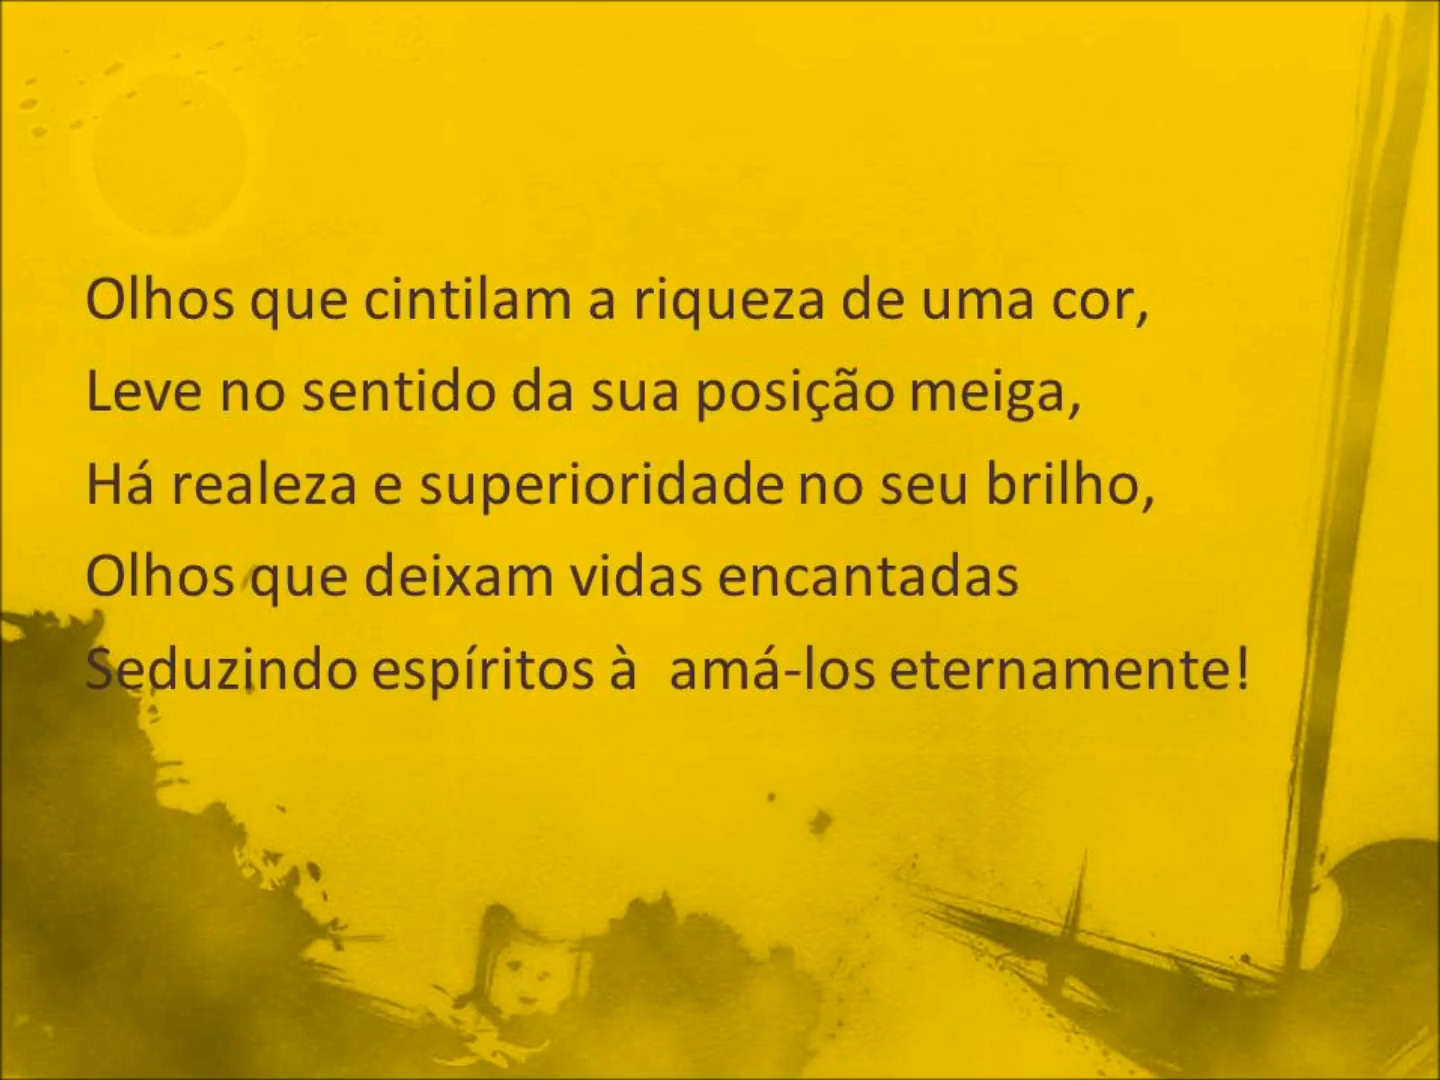 Olhos que cintilam a riqueza de uma cor,
Leve no sentido da sua posição meiga,
Há realeza e superioridade no seu brilho,
Olhos que deixam vidas encantadas
Seduzindo espíritos à  amá-los eternamente!